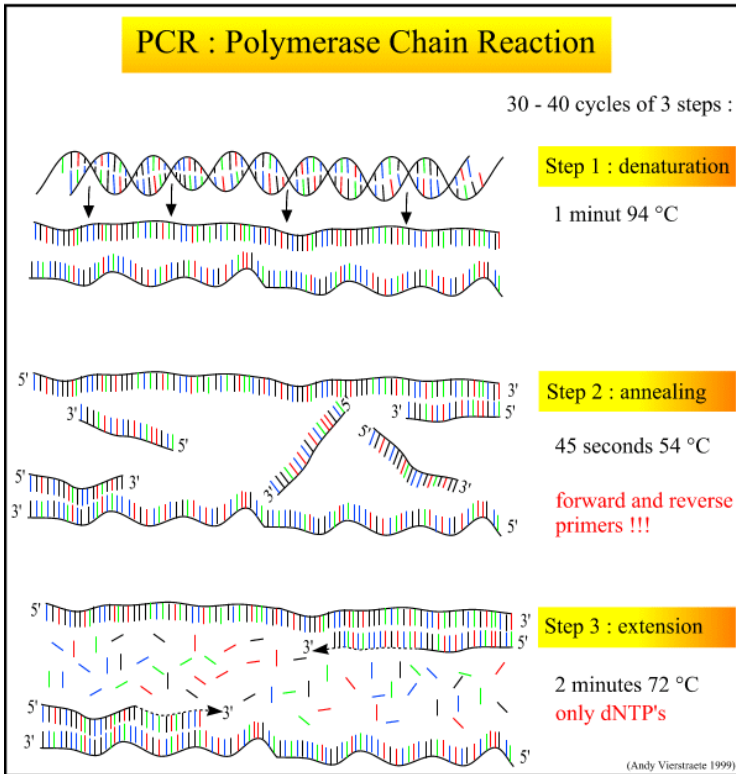 PCR : Polymerase Chain Reaction
30 - 40 cycles of 3 steps :
Step 1 : denaturation
1 minut 94 °C
5'
3'
Step 2 : annealing
3'
5'
5'
3'
5'
5'
45 seconds 54 °C
5'
3'
3'
3'
3'
forward and reverse
primers !!!
5'
5'
3'
Step 3 : extension
3'
5'
2 minutes 72 °C
only dNTP's
5'
3'
3'
5'
(Andy Vierstraete 1999)